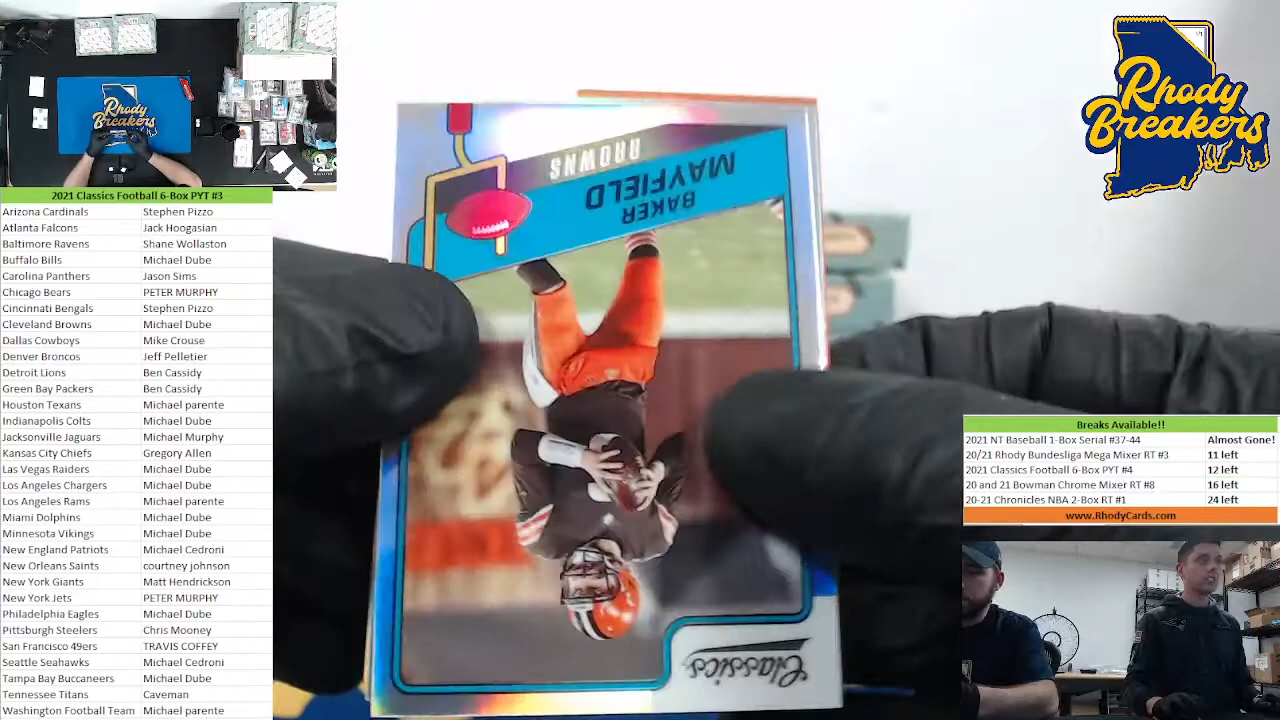 2021 Classics Football 6-Box PYT #3
Arizona Cardinals Stephen Pizzo
Atlanta Falcons Jack Hoogasian
Baltimore Ravens Shane Wollaston
Buffalo Bills Michael Dube
Carolina Panthers Jason Sims
Chicago Bears PETER MURPHY
Cincinnati Bengals Stephen Pizzo
Cleveland Browns Michael Dube
Dallas Cowboys Mike Crouse
Denver Broncos Jeff Pelletier
Detroit Lions Ben Cassidy
Green Bay Packers Ben Cassidy
Houston Texans Michael parente
Indianapolis Colts Michael Dube
Jacksonville Jaguars Michael Murphy
Kansas City Chiefs Gregory Allen
Las Vegas Raiders Michael Dube
Los Angeles Chargers Michael Dube
Los Angeles Rams Michael parente
Miami Dolphins Michael Dube
Minnesota Vikings Michael Dube
New England Patriots Michael Cedroni
New Orleans Saints courtney johnson
New York Giants Matt Hendrickson
New York Jets PETER MURPHY
Philadelphia Eagles Michael Dube
Pittsburgh Steelers Chris Mooney
San Francisco 49ers TRAVIS COFFEY
Seattle Seahawks Michael Cedroni
Tampa Bay Buccaneers Michael Dube
Tennessee Titans Caveman
Washington Football Team Michael parente
Rhody
Breakers
BROWNS
BAKER
MAYFIELD
Classics
Rhody
Breakers
Breaks Available!!
2021 NT Baseball 1-Box Serial #37-44 Almost Gone!
20/21 Rhody Bundesliga Mega Mixer RT #3 11 left
2021 Classics Football 6-Box PYT #4 12 left
20 and 21 Bowman Chrome Mixer RT #8 16 left
20-21 Chronicles NBA 2-Box RT #1 24 left
www.RhodyCards.com